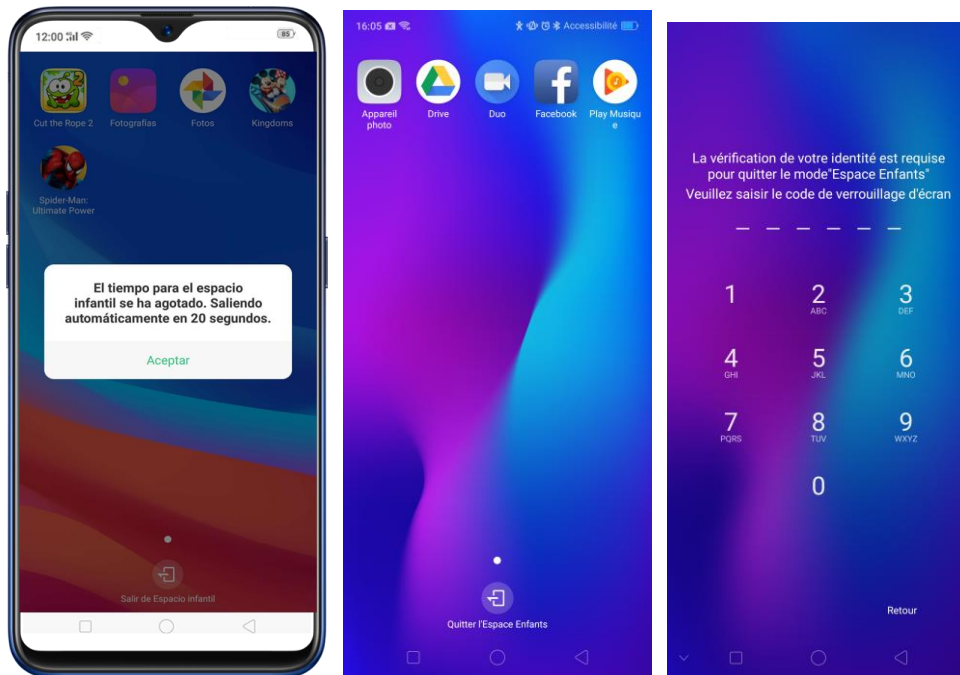 12:00
85
Cut the Rope 2
Fotografias
Fotos
Kingdoms
Spider-Man:
Ultimate Power
El tiempo para el espacio
infantil se ha agotado. Saliendo
automáticamente en 20 segundos.
Aceptar
Salir de Espacio infantil
16:05
Accessibilité
Appareil
photo
Drive
Duo
Facebook
Play Musiqu
e
Quitter l'Espace Enfants
La vérification de votre identité est requise
pour quitter le mode"Espace Enfants"
Veuillez saisir le code de verrouillage d'écran
1
2 ABC
3 DEF
4 GHI
5 JKL
6 MNO
7 PQRS
8 TUV
9 WXYZ
0
Retour